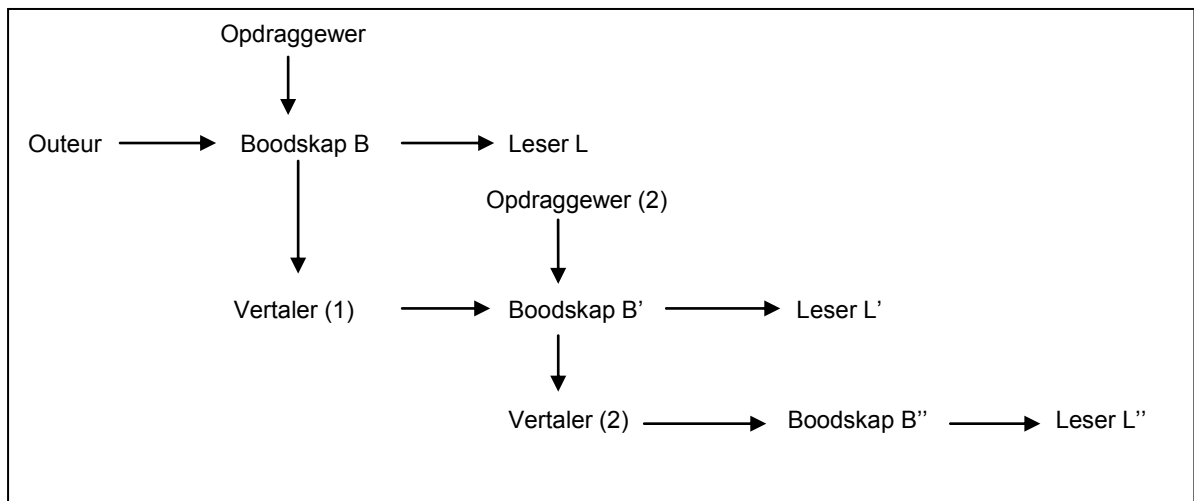 Opdraggewer
Outeur Boodskap B Leser L
Opdraggewer (2)
Vertaler (1) Boodskap B’ Leser L’
Vertaler (2) Boodskap B’’ Leser L’’